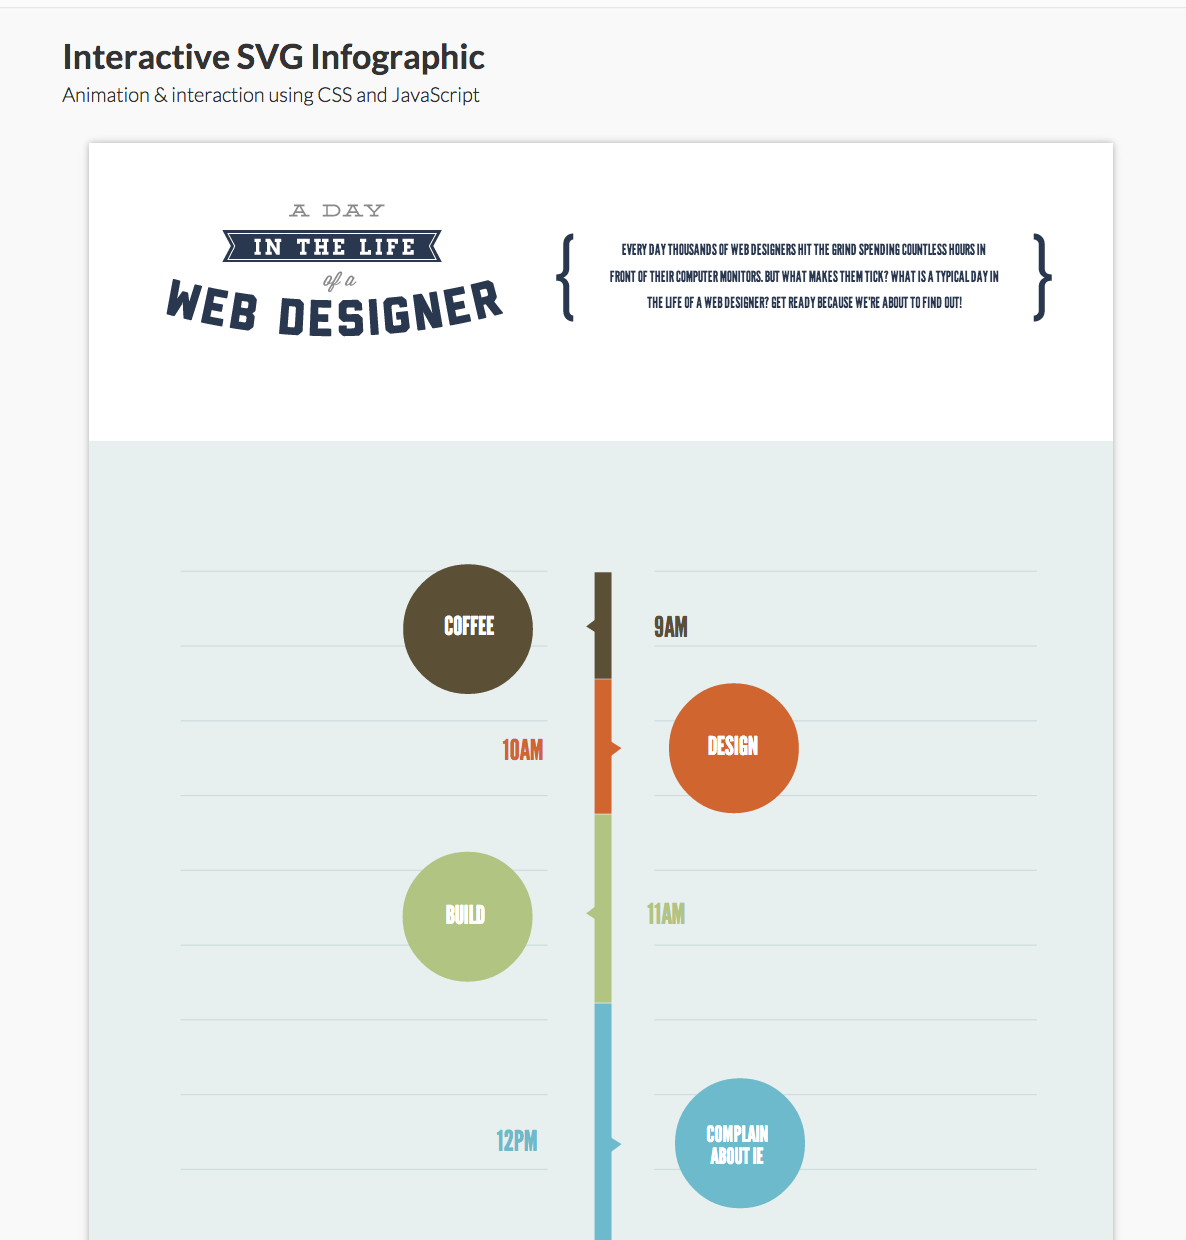 Interactive SVG Infographic
Animation & interaction using CSS and JavaScript
A DAY
IN THE LIFE
of a
WEB DESIGNER
{ EVERY DAY THOUSANDS OF WEB DESIGNERS HIT THE GRIND SPENDING COUNTLESS HOURS IN
FRONT OF THEIR COMPUTER MONITORS. BUT WHAT MAKES THEM TICK? WHAT IS A TYPICAL DAY IN
THE LIFE OF A WEB DESIGNER? GET READY BECAUSE WE'RE ABOUT TO FIND OUT! }
COFFEE
9AM
10AM
DESIGN
BUILD
11AM
12PM
COMPLAIN
ABOUT IE